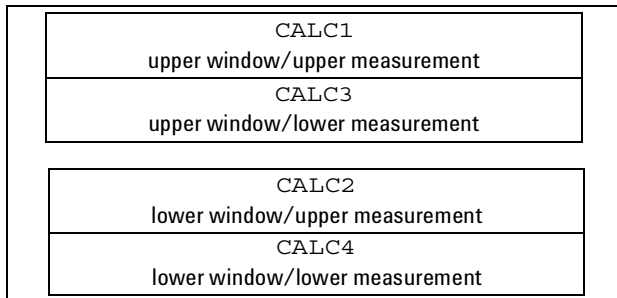 CALC1
upper window/upper measurement
CALC3
upper window/lower measurement
CALC2
lower window/upper measurement
CALC4
lower window/lower measurement